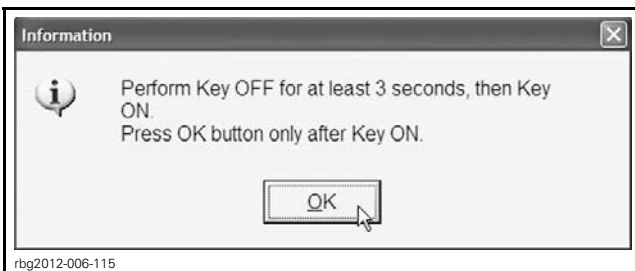 Information
Perform Key OFF for at least 3 seconds, then Key
ON.
Press OK button only after Key ON.
OK
rbg2012-006-115